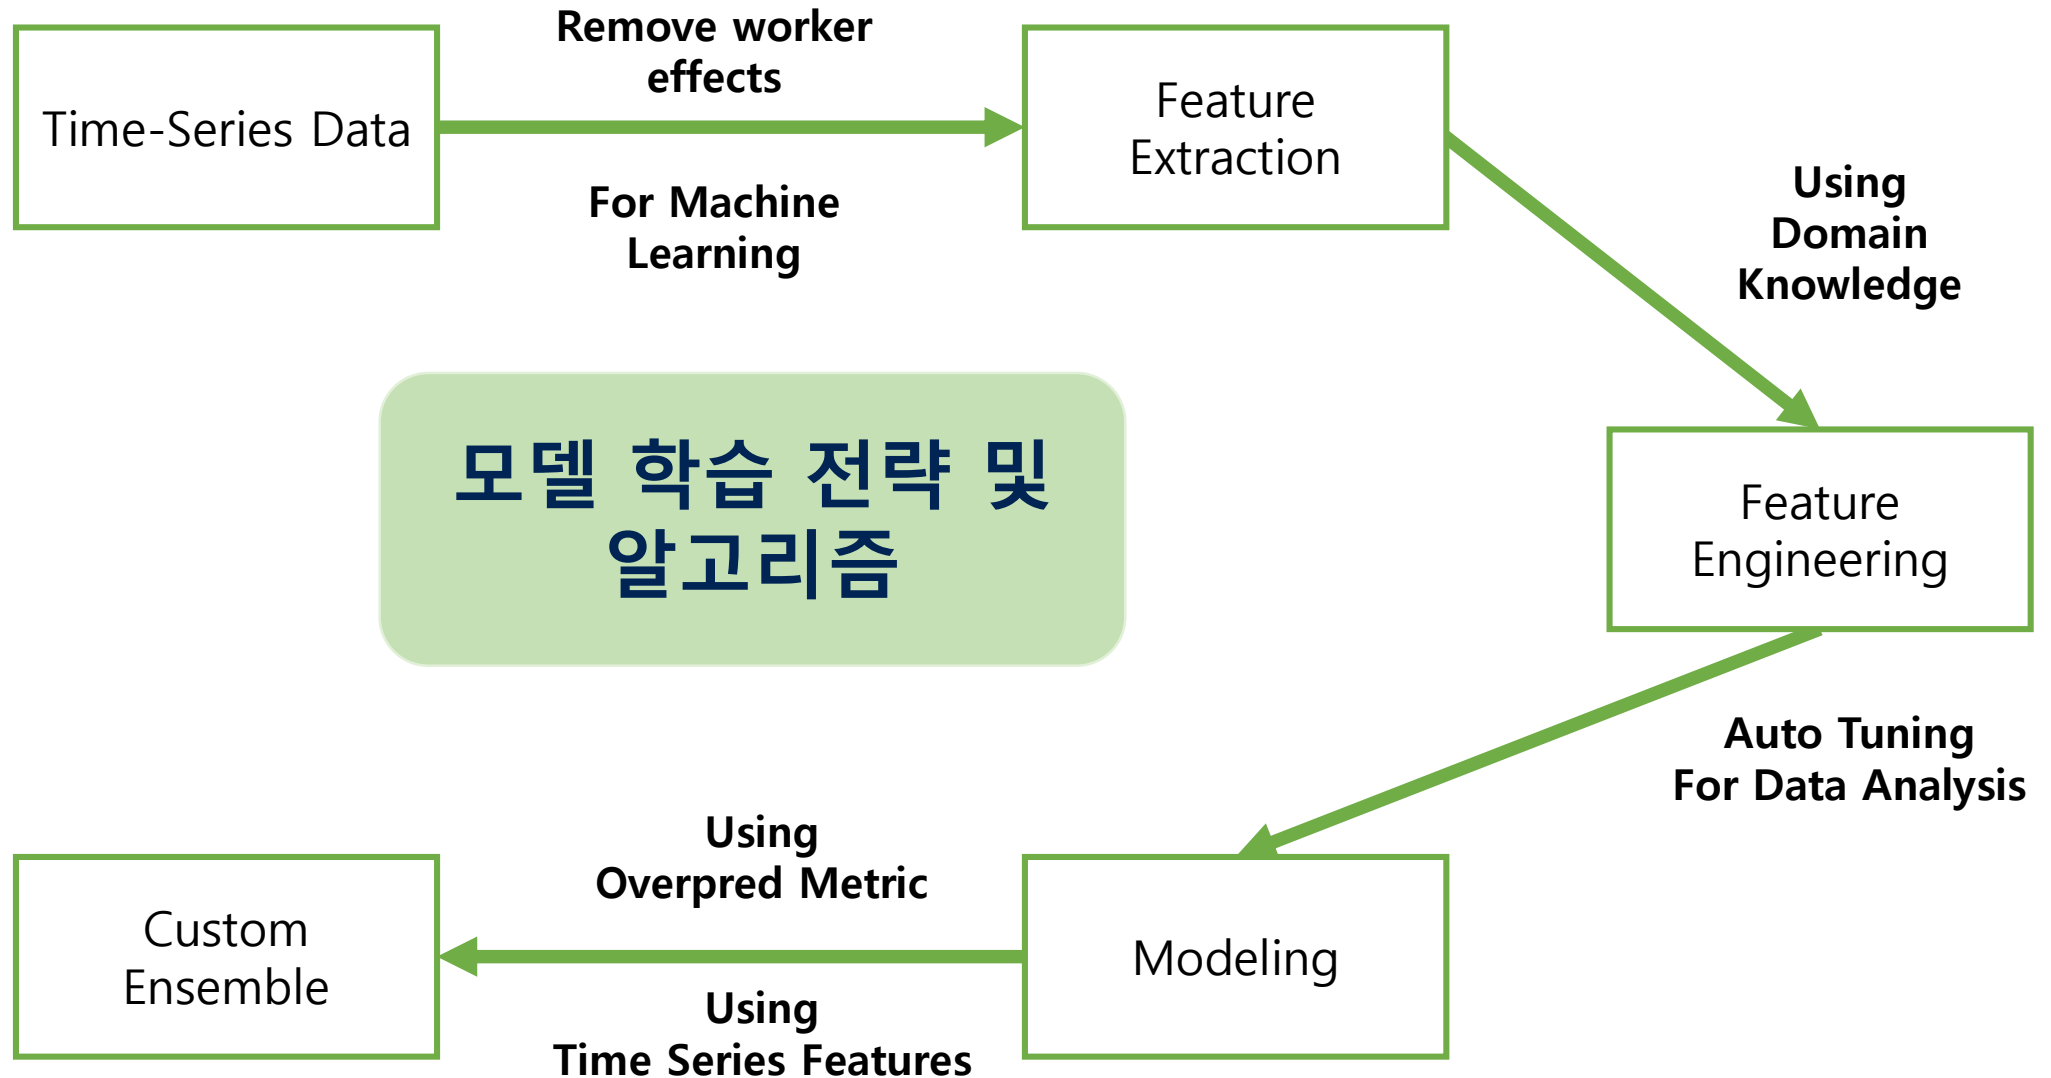 Time-Series Data
Remove worker
effects
For Machine
Learning
Feature
Extraction
Using
Domain
Knowledge
모델 학습 전략 및
알고리즘
Feature
Engineering
Auto Tuning
For Data Analysis
Modeling
Using
Overpred Metric
Using
Time Series Features
Custom
Ensemble